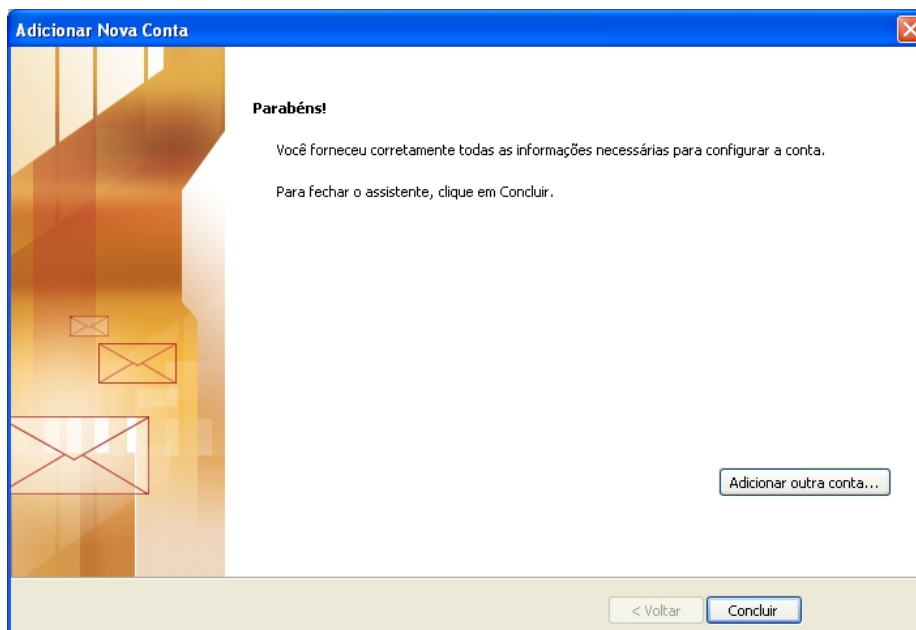 Adicionar Nova Conta
Parabéns!
Você forneceu corretamente todas as informações necessárias para configurar a conta.
Para fechar o assistente, clique em Concluir.
Adicionar outra conta...
< Voltar
Concluir